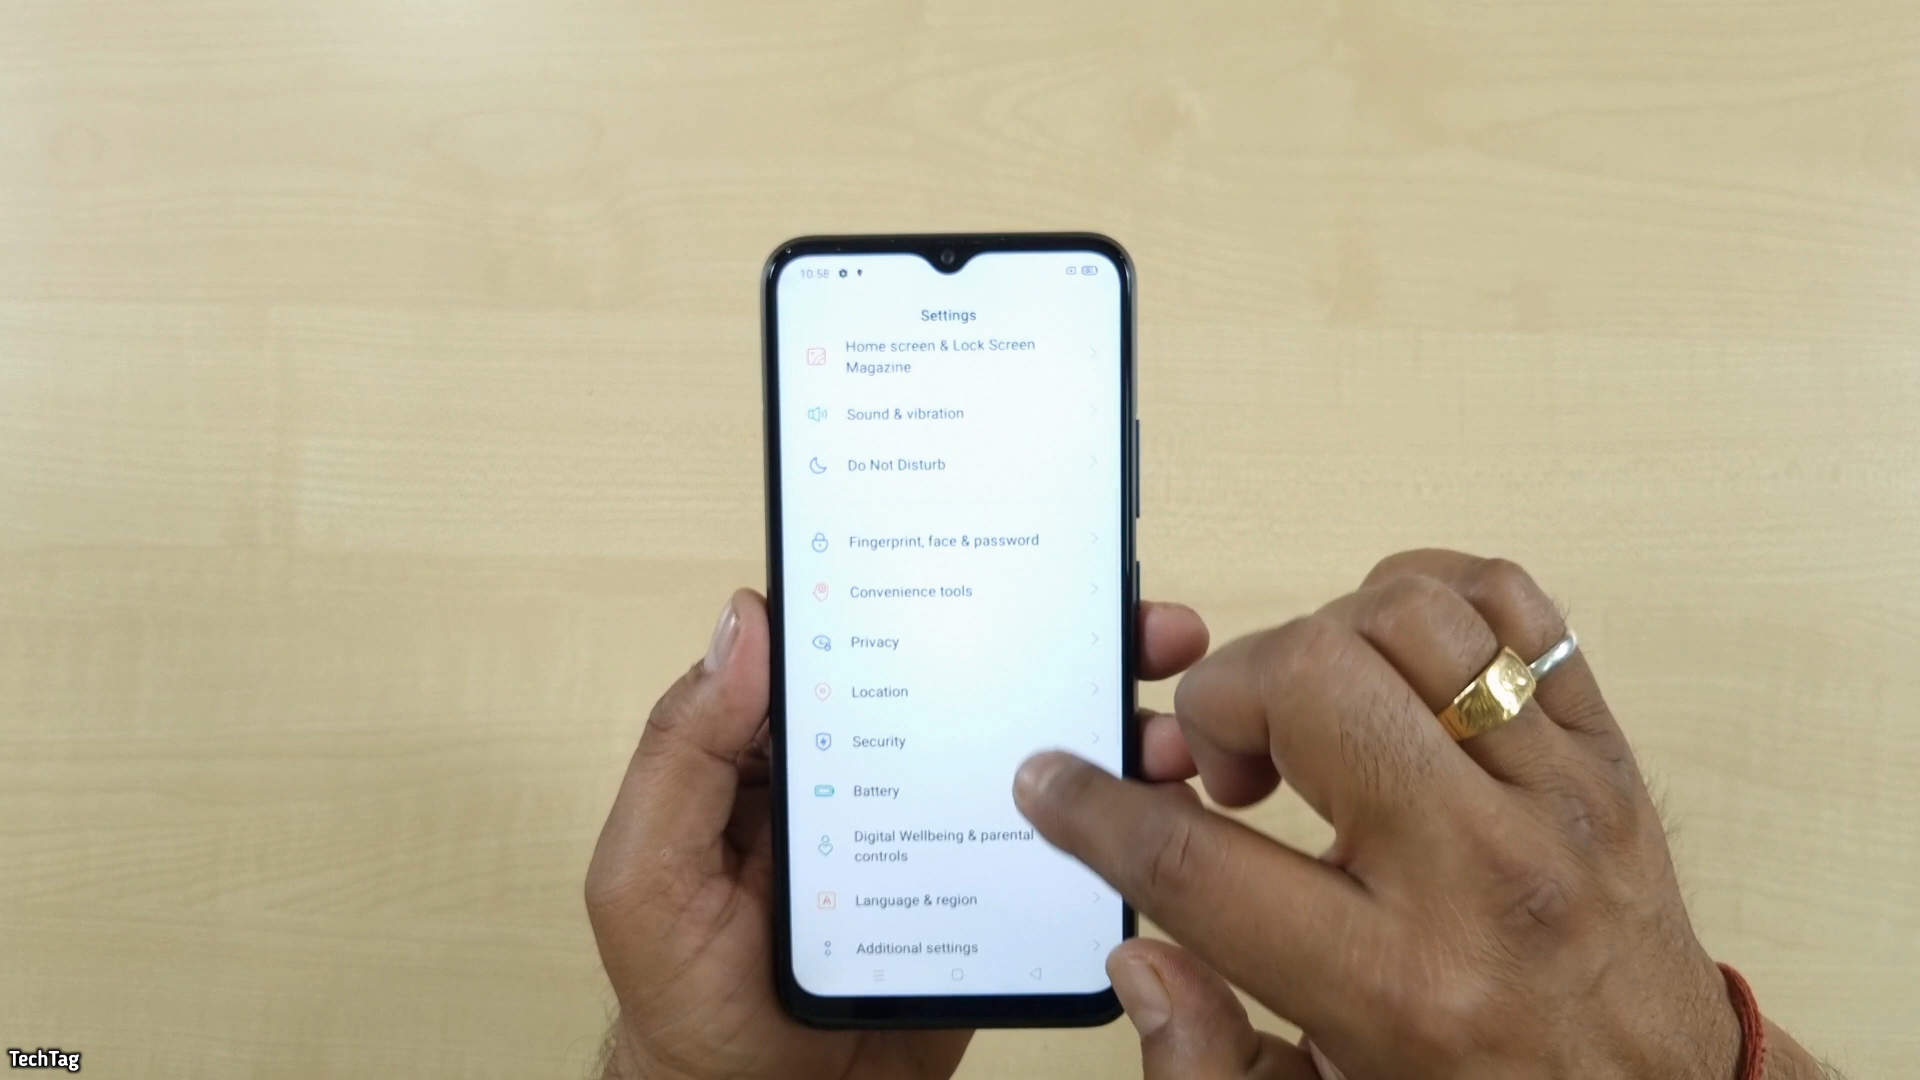 10:58
Settings
Home screen & Lock Screen
Magazine
Sound & vibration
Do Not Disturb
Fingerprint, face & password
Convenience tools
Privacy
Location
Security
Battery
Digital Wellbeing & parental
controls
Language & region
A
Additional settings
TechTag